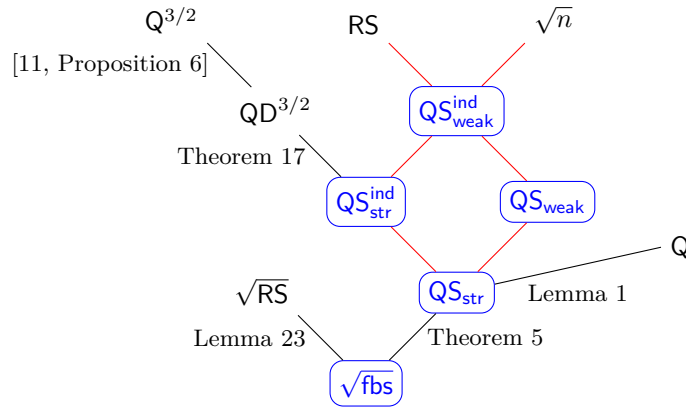 Q^{3/2}
RS
√n
[11, Proposition 6]
QD^{3/2}
QS^{ind}_{weak}
Theorem 17
QS^{ind}_{str}
QS_{weak}
Q
√RS
QS_{str}
Lemma 1
Lemma 23
Theorem 5
√fbs